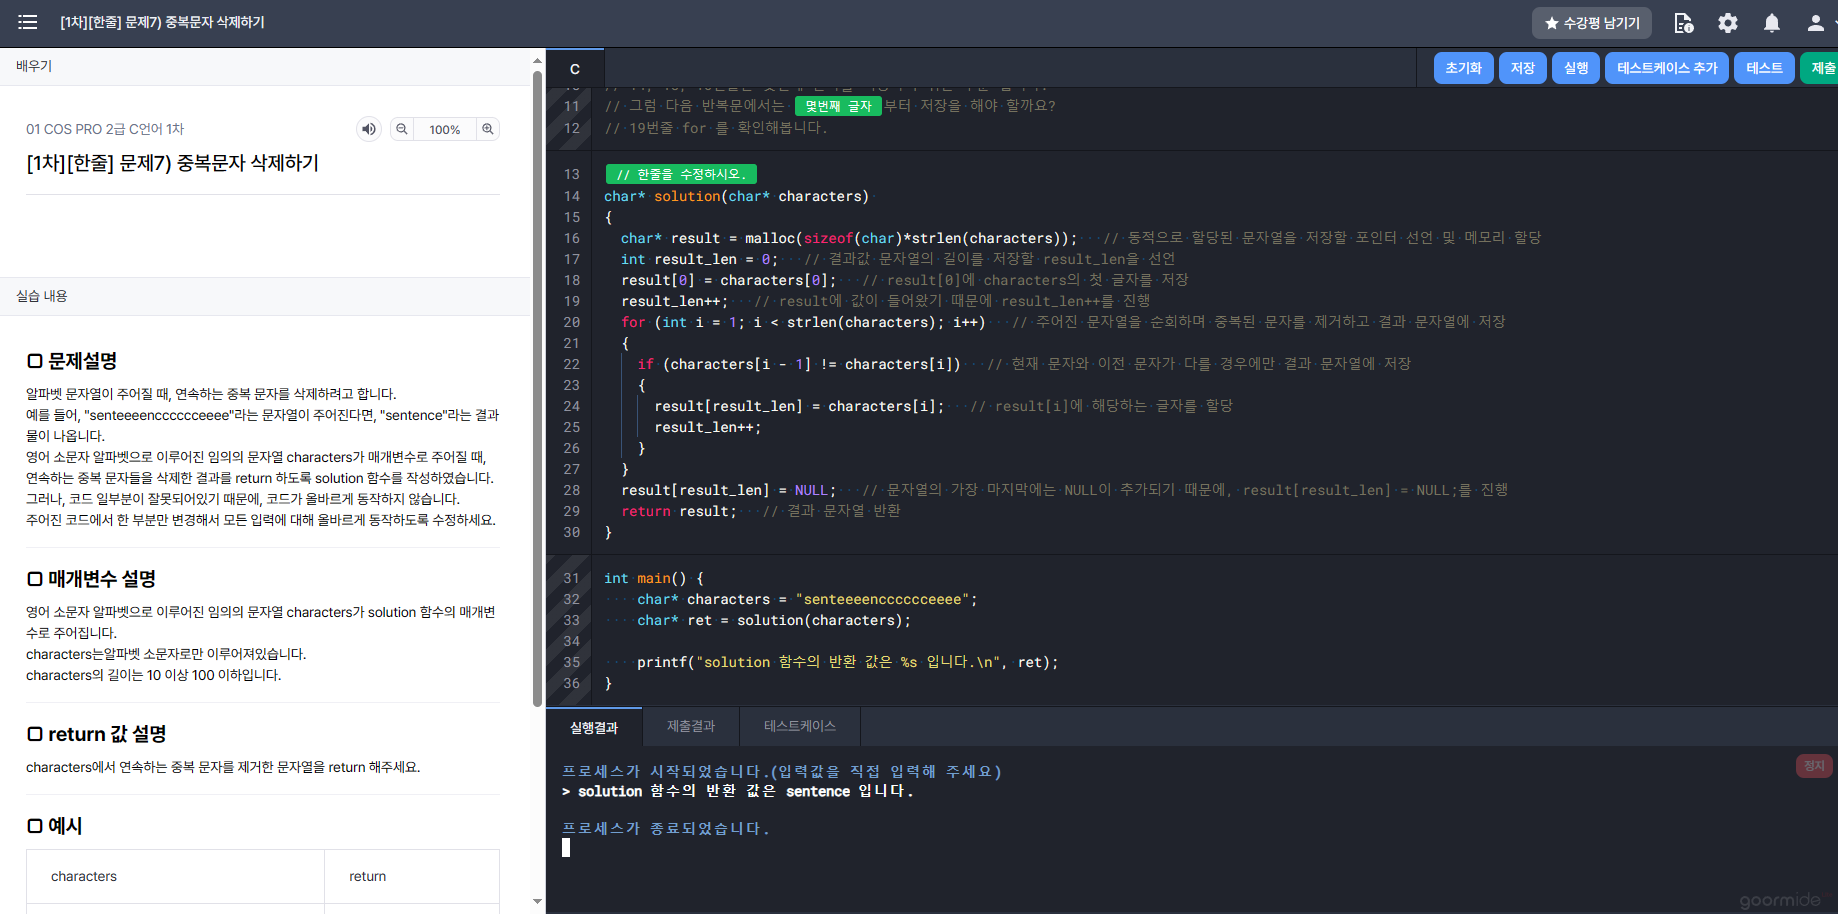 [1차][한줄] 문제7) 중복문자 삭제하기
★ 수강평 남기기
배우기
01 COS PRO 2급 C언어 1차
100%
[1차][한줄] 문제7) 중복문자 삭제하기
실습 내용
문제설명
알파벳 문자열이 주어질 때, 연속하는 중복 문자를 삭제하려고 합니다.
예를 들어, "senteeeencccccceeee"라는 문자열이 주어진다면, "sentence"라는 결과
물이 나옵니다.
영어 소문자 알파벳으로 이루어진 임의의 문자열 characters가 매개변수로 주어질 때,
연속하는 중복 문자들을 삭제한 결과를 return 하도록 solution 함수를 작성하였습니다.
그러나, 코드 일부분이 잘못되어있기 때문에, 코드가 올바르게 동작하지 않습니다.
주어진 코드에서 한 부분만 변경해서 모든 입력에 대해 올바르게 동작하도록 수정하세요.
매개변수 설명
영어 소문자 알파벳으로 이루어진 임의의 문자열 characters가 solution 함수의 매개변
수로 주어집니다.
characters는알파벳 소문자로만 이루어져있습니다.
characters의 길이는 10 이상 100 이하입니다.
return 값 설명
characters에서 연속하는 중복 문자를 제거한 문자열을 return 해주세요.
예시
characters return
C
초기화 저장 실행 테스트케이스 추가 테스트 제출
11 // 그럼 다음 반복문에서는 몇번째 글자 부터 저장을 해야 할까요?
12 // 19번줄 for 를 확인해봅니다.
13 // 한줄을 수정하시오.
14 char* solution(char* characters)
15 {
16 char* result = malloc(sizeof(char)*strlen(characters)); // 동적으로 할당된 문자열을 저장할 포인터 선언 및 메모리 할당
17 int result_len = 0; // 결과값 문자열의 길이를 저장할 result_len을 선언
18 result[0] = characters[0]; // result[0]에 characters의 첫 글자를 저장
19 result_len++; // result에 값이 들어왔기 때문에 result_len++를 진행
20 for (int i = 1; i < strlen(characters); i++) // 주어진 문자열을 순회하며 중복된 문자를 제거하고 결과 문자열에 저장
21 {
22 if (characters[i - 1] != characters[i]) // 현재 문자와 이전 문자가 다를 경우에만 결과 문자열에 저장
23 {
24 result[result_len] = characters[i]; // result[i]에 해당하는 글자를 할당
25 result_len++;
26 }
27 }
28 result[result_len] = NULL; // 문자열의 가장 마지막에는 NULL이 추가되기 때문에, result[result_len] = NULL;를 진행
29 return result; // 결과 문자열 반환
30 }
31 int main() {
32 char* characters = "senteeeencccccceeee";
33 char* ret = solution(characters);
34
35 printf("solution 함수의 반환 값은 %s 입니다.\n", ret);
36 }
실행결과 제출결과 테스트케이스
정지
프로세스가 시작되었습니다.(입력값을 직접 입력해 주세요)
> solution 함수의 반환 값은 sentence 입니다.
프로세스가 종료되었습니다.
goormide